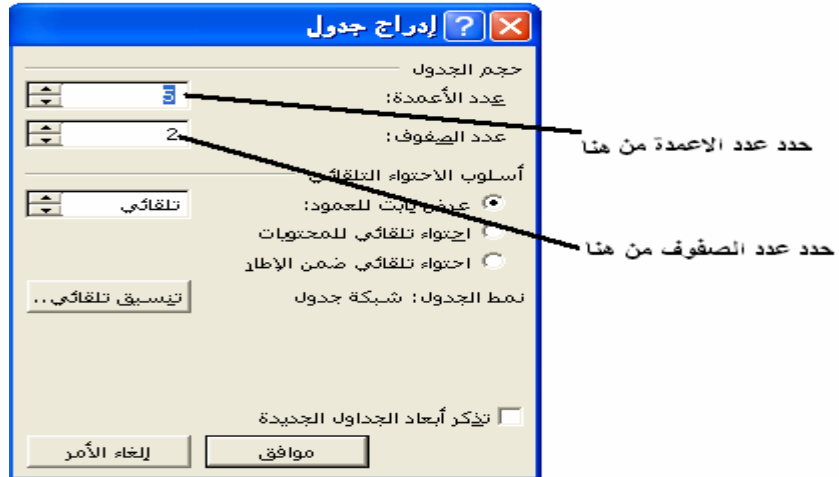 إدراج جدول
حجم الجدول
عدد الأعمدة: 5
عدد الصفوف: 2
أسلوب الاحتواء التلقائي
عرض ثابت للعمود: تلقائي
احتواء تلقائي للمحتويات
احتواء تلقائي ضمن الإطار
نمط الجدول: شبكة جدول تنسيق تلقائي..
تذكر أبعاد الجداول الجديدة
موافق إلغاء الأمر
حدد عدد الاعمدة من هنا
حدد عدد الصفوف من هنا